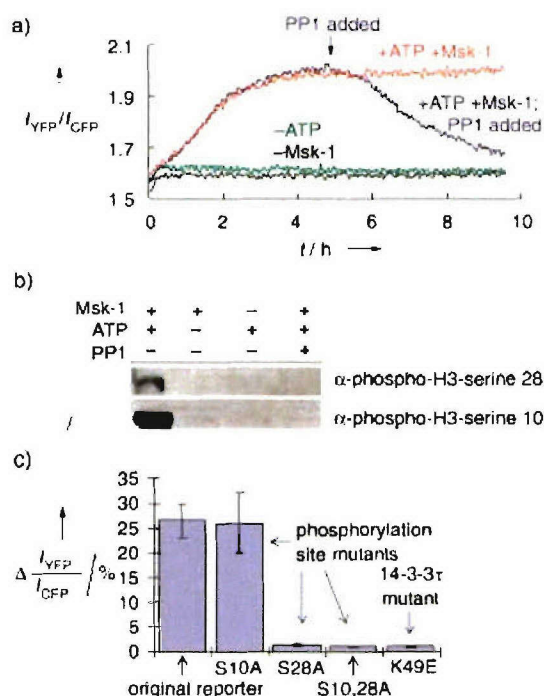 a)
PP1 added
2.1
+ATP +Msk-1
1.9
I_YFP/I_CFP
+ATP +Msk-1;
PP1 added
–ATP
1.7
–Msk-1
1.5
0 2 4 6 8 10
t / h
b)
Msk-1 + + – +
ATP + – + +
PP1 – – – +
α-phospho-H3-serine 28
/ α-phospho-H3-serine 10
c)
35
30
25
20
15
10
5
0
Δ I_YFP / I_CFP / %
phosphorylation
site mutants
14-3-3τ
mutant
S10A S28A K49E
original reporter S10,28A